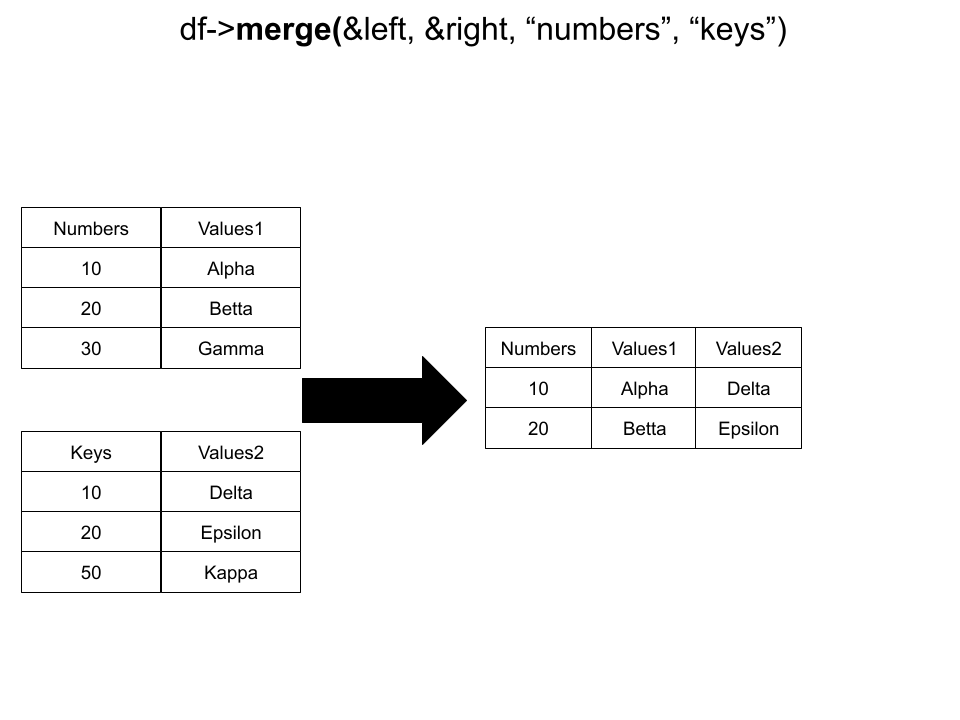 df->merge(&left, &right, “numbers”, “keys”)
Numbers Values1
10 Alpha
20 Betta
30 Gamma
Keys Values2
10 Delta
20 Epsilon
50 Kappa
Numbers Values1 Values2
10 Alpha Delta
20 Betta Epsilon